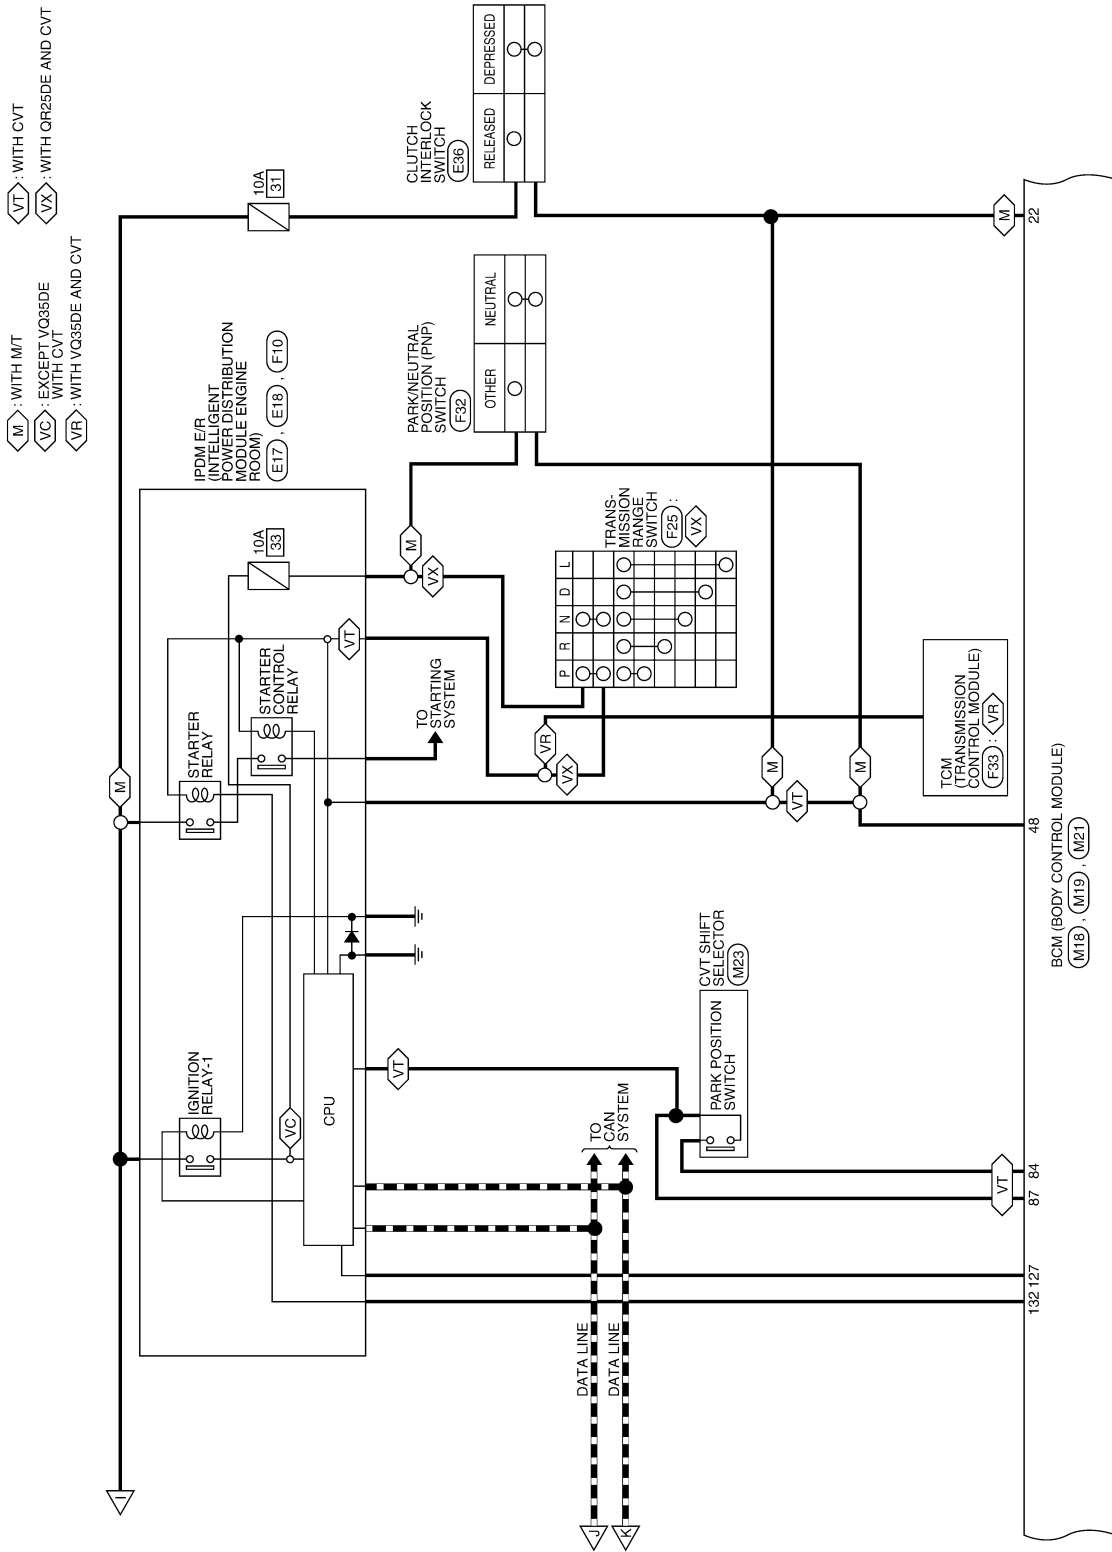 M : WITH M/T
VC : EXCEPT VQ35DE
WITH CVT
VR : WITH VQ35DE AND CVT
VT : WITH CVT
VX : WITH QR25DE AND CVT
I
M
M
10A
31
IPDM E/R
(INTELLIGENT
POWER DISTRIBUTION
MODULE ENGINE
ROOM)
E17 , E18 , F10
IGNITION
RELAY-1
VC
CPU
STARTER
RELAY
STARTER
CONTROL
RELAY
10A
33
VT
VX
VT
TO
STARTING
SYSTEM
PARK/NEUTRAL
POSITION (PNP)
SWITCH
F32
OTHER
NEUTRAL
CLUTCH
INTERLOCK
SWITCH
E36
RELEASED
DEPRESSED
P
R
N
D
L
TRANS-
MISSION
RANGE
SWITCH
F25 :
VX
VR
VX
TO
CAN
SYSTEM
DATA LINE
J
DATA LINE
K
CVT SHIFT
SELECTOR
M23
PARK POSITION
SWITCH
M
VT
M
TCM
(TRANSMISSION
CONTROL MODULE)
F33 : VR
VT
M
132
127
87
84
48
22
BCM (BODY CONTROL MODULE)
M18 , M19 , M21